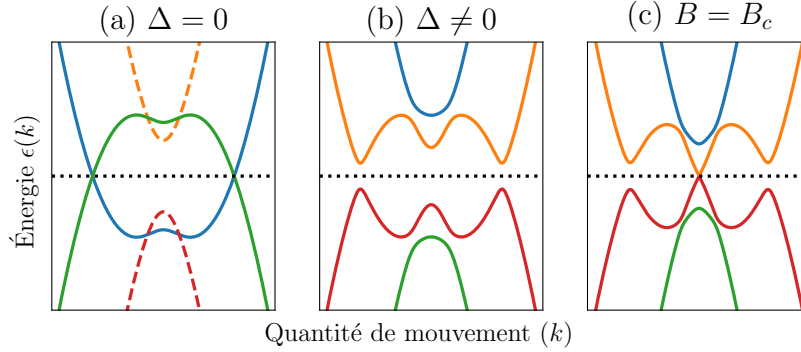 (a) Δ = 0
(b) Δ ≠ 0
(c) B = B_c
Énergie ϵ(k)
Quantité de mouvement (k)